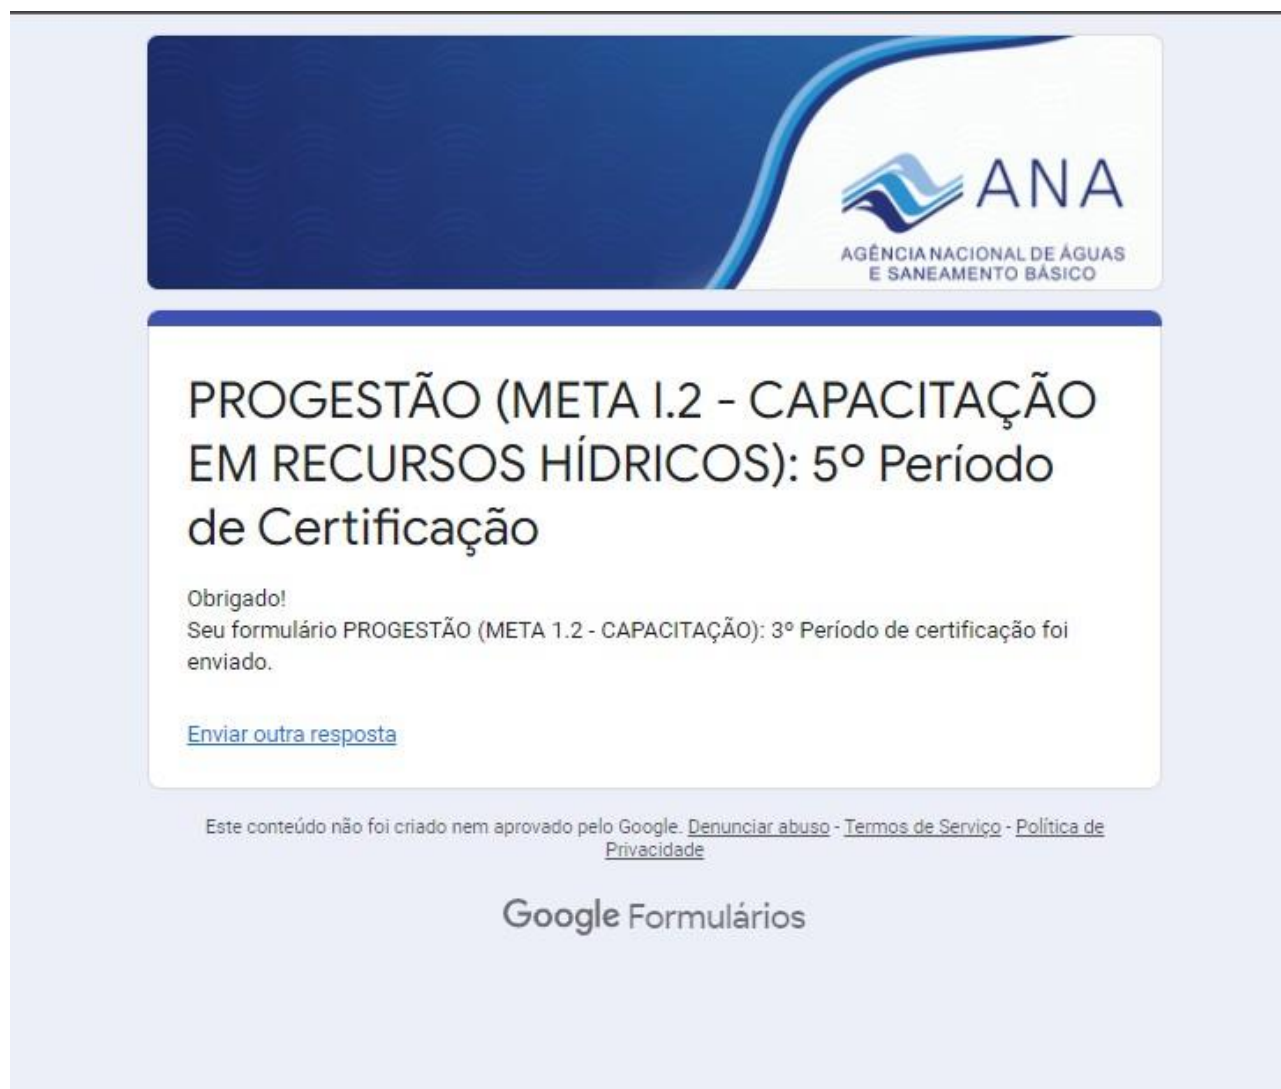 ANA
AGÊNCIA NACIONAL DE ÁGUAS
E SANEAMENTO BÁSICO
PROGESTÃO (META I.2 - CAPACITAÇÃO
EM RECURSOS HÍDRICOS): 5º Período
de Certificação
Obrigado!
Seu formulário PROGESTÃO (META 1.2 - CAPACITAÇÃO): 3º Período de certificação foi
enviado.
Enviar outra resposta
Este conteúdo não foi criado nem aprovado pelo Google. Denunciar abuso - Termos de Serviço - Política de
Privacidade
Google Formulários